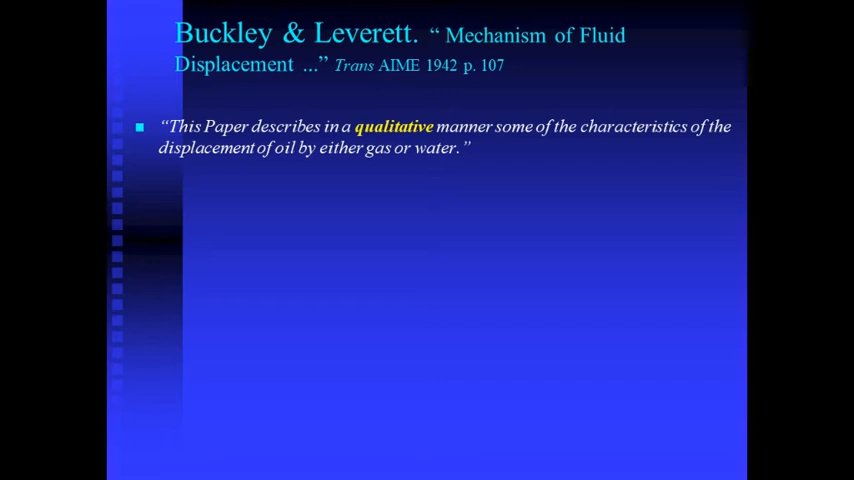 Buckley & Leverett. “ Mechanism of Fluid
Displacement ...” Trans AIME 1942 p. 107
“This Paper describes in a qualitative manner some of the characteristics of the
displacement of oil by either gas or water.”